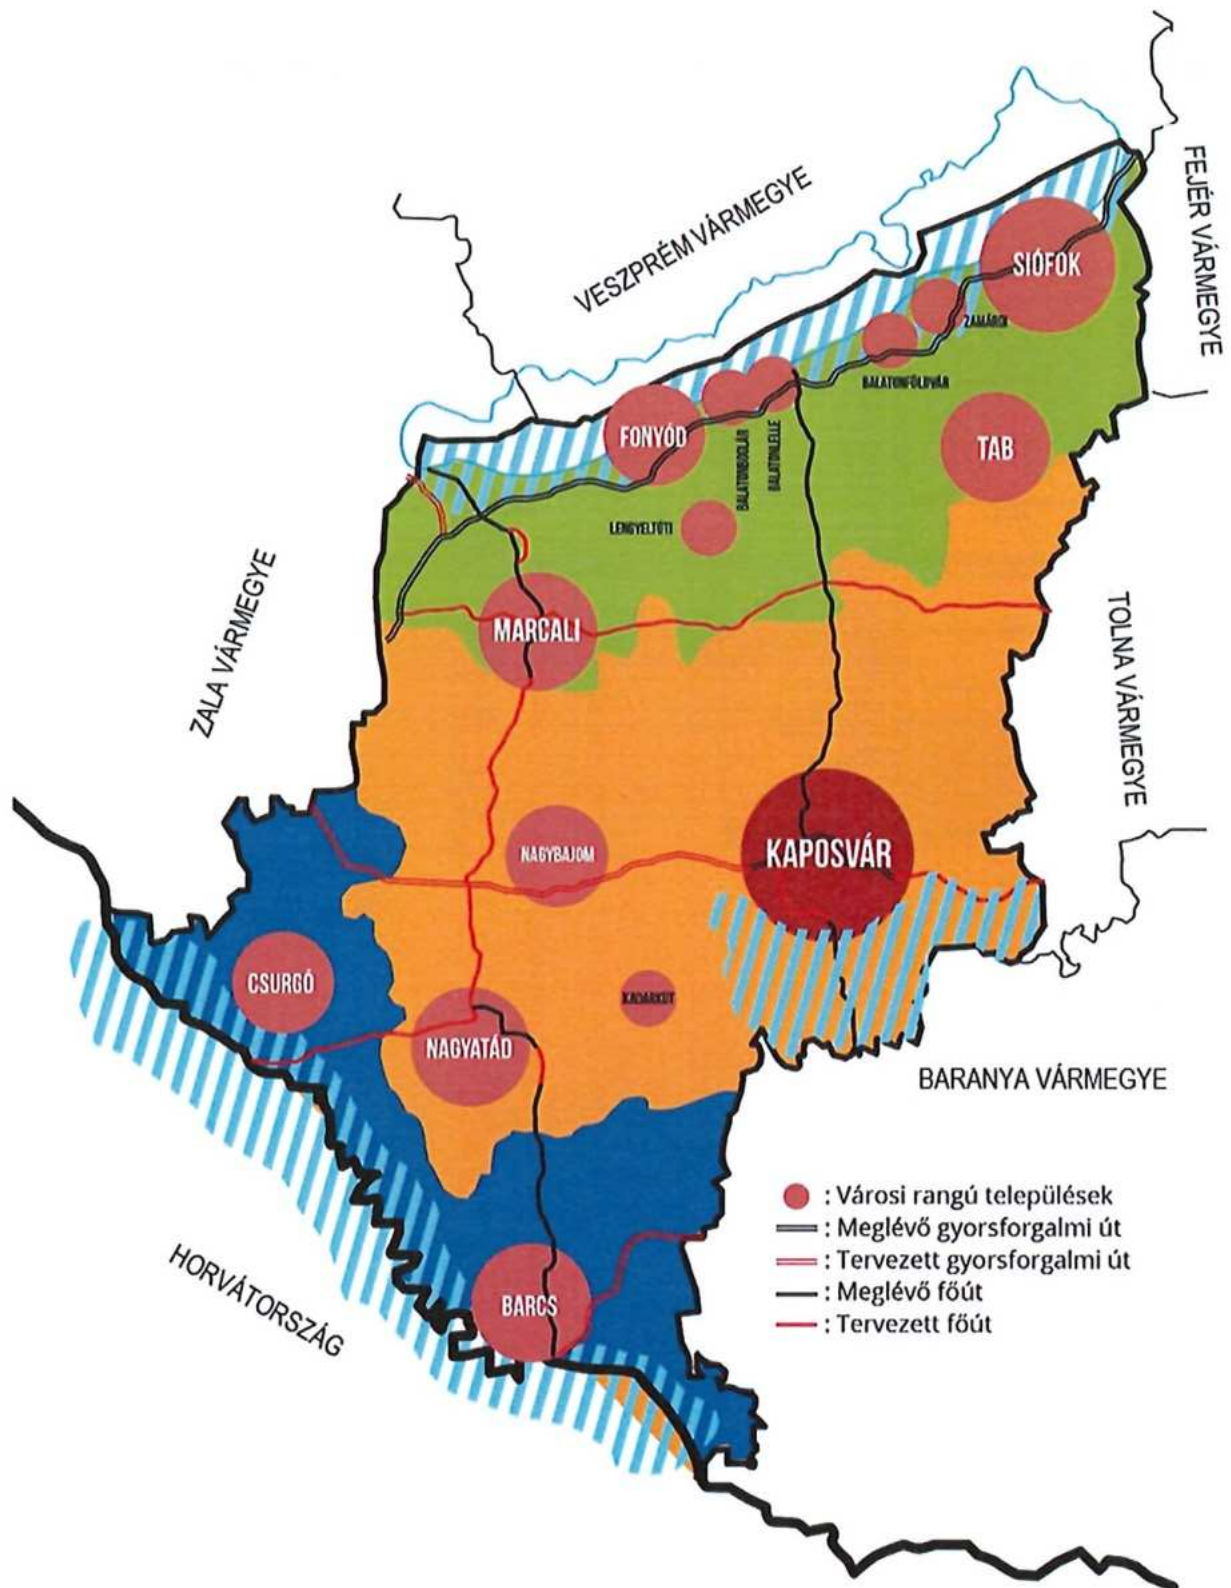 FEJÉR VÁRMEGYE
VESZPRÉM VÁRMEGYE
SIÓFOK
ZAMÁRDI
BALATONFÖLDVÁR
FONYÓD
BALATONBOGLÁR
BALATONLELLE
TAB
LENGYELTÓTI
ZALA VÁRMEGYE
MARCALI
TOLNA VÁRMEGYE
NAGYBAJOM
KAPOSVÁR
CSURGÓ
KADARKÚT
NAGYATÁD
BARANYA VÁRMEGYE
: Városi rangú települések
: Meglévő gyorsforgalmi út
: Tervezett gyorsforgalmi út
: Meglévő főút
: Tervezett főút
HORVÁTORSZÁG
BARCS